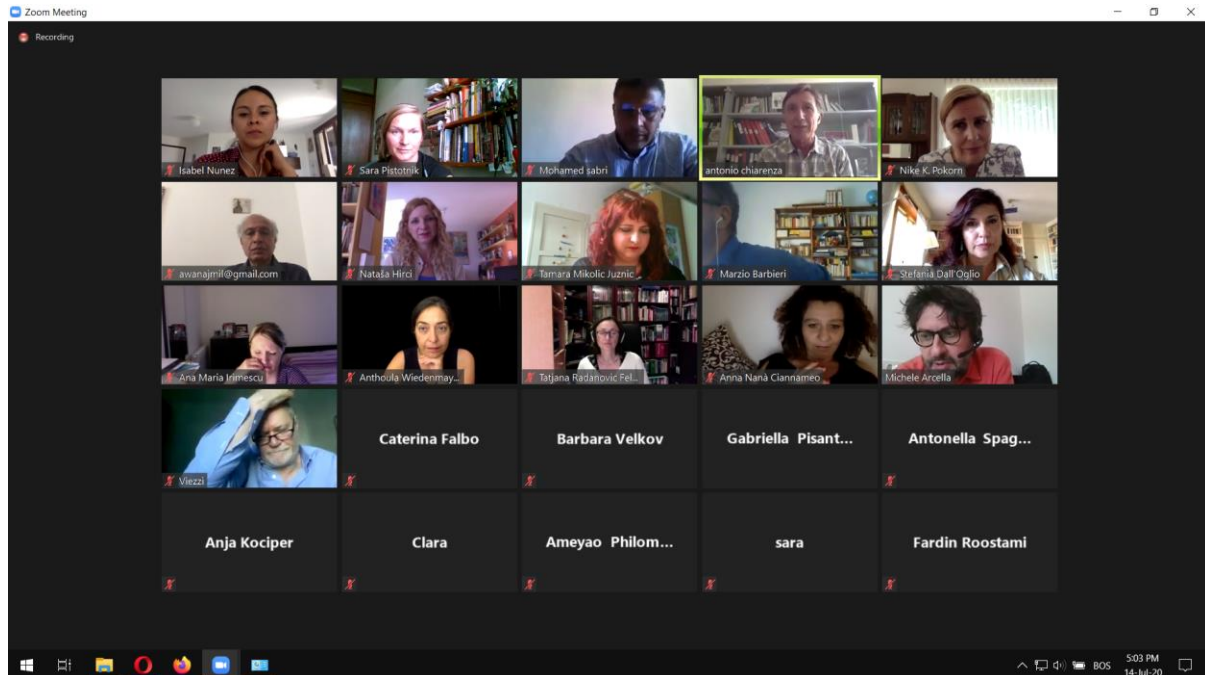 Zoom Meeting
Recording
Isabel Nunez
Sara Pistotnik
Mohamed sabri
antonio chiarenza
Nike K. Pokorn
awanajmil@gmail.com
Nataša Hirci
Tamara Mikolic Juznic
Marzio Barbieri
Stefania Dall'Oglio
Ana Maria Irimescu
Anthoula Wiedenmay...
Tatjana Radanović Fel...
Anna Nanà Ciannameo
Michele Arcella
Viezzi
Caterina Falbo
Barbara Velkov
Gabriella Pisant...
Antonella Spag...
Anja Kociper
Clara
Ameyao Philom...
sara
Fardin Roostami
BOS
5:03 PM
14-Jul-20